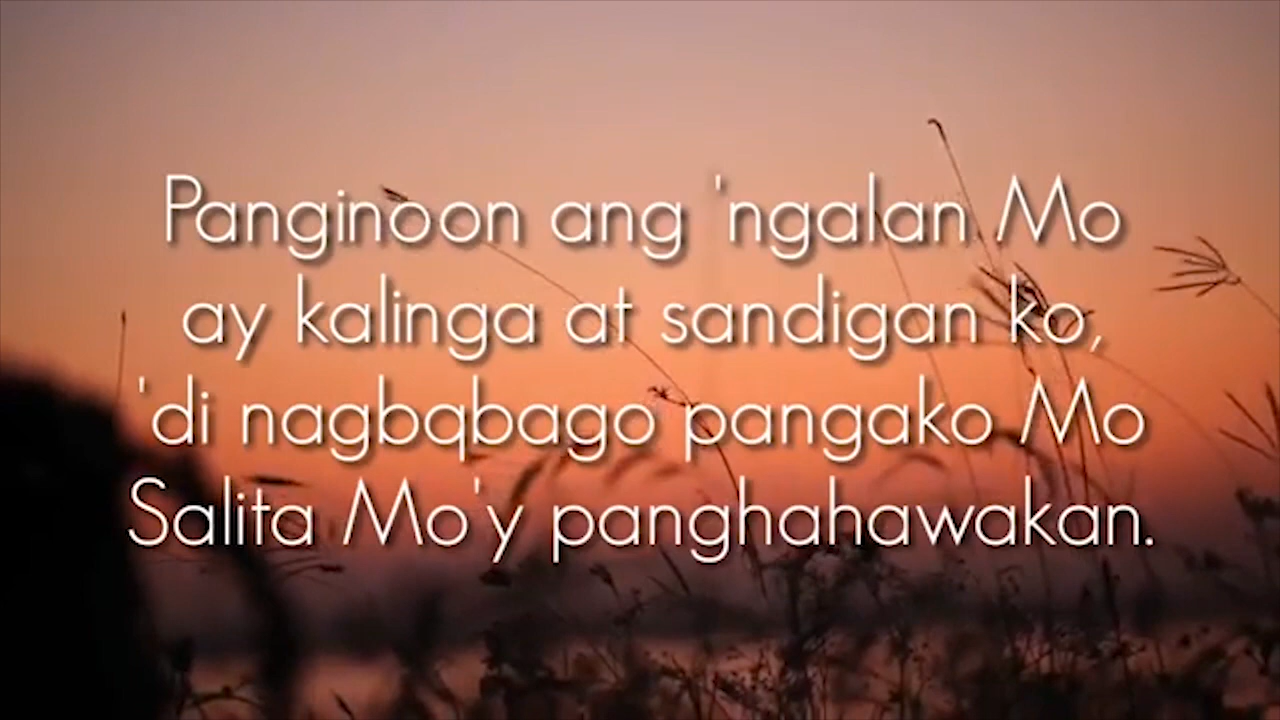 Panginoon ang 'ngalan Mo
ay kalinga at sandigan ko,
'di nagbqbago pangako Mo
Salita Mo'y panghahawakan.